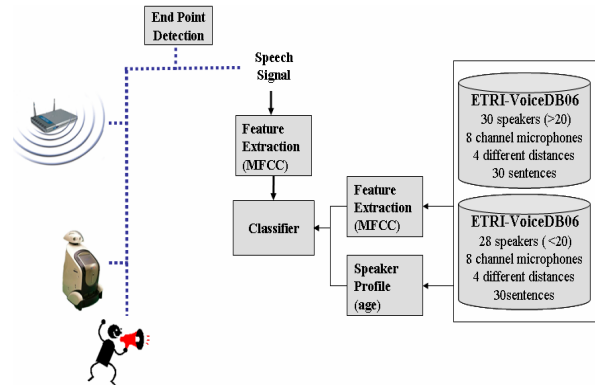 End Point
Detection
Speech
Signal
Feature
Extraction
(MFCC)
Classifier
Feature
Extraction
(MFCC)
Speaker
Profile
(age)
ETRI-VoiceDB06
30 speakers (>20)
8 channel microphones
4 different distances
30 sentences
ETRI-VoiceDB06
28 speakers ( <20)
8 channel microphones
4 different distances
30sentences